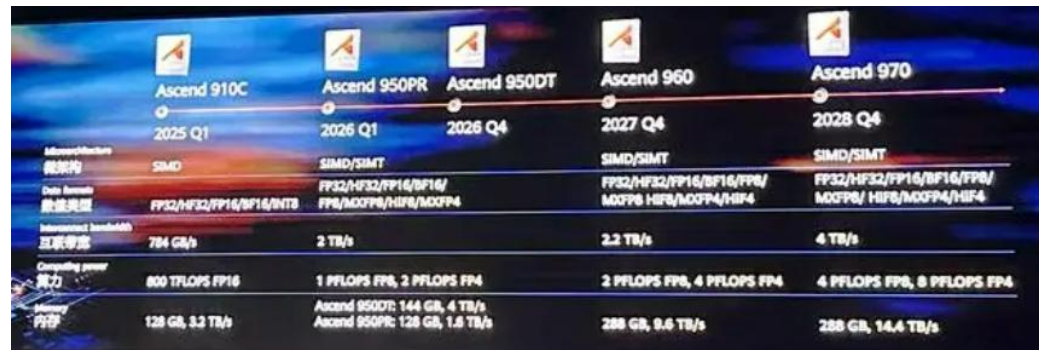 Ascend 910C
Ascend 950PR
Ascend 950DT
Ascend 960
Ascend 970
2025 Q1
2026 Q1
2026 Q4
2027 Q4
2028 Q4
Microarchitecture
微架构
SIMD
SIMD/SIMT
SIMD/SIMT
SIMD/SIMT
Data formats
数值类型
FP32/HF32/FP16/BF16/INT8
FP32/HF32/FP16/BF16/
FP8/MXFP8/HIF8/MXFP4
FP32/HF32/FP16/BF16/FP8/
MXFP8 HIF8/MXFP4/HIF4
FP32/HF32/FP16/BF16/FP8/
MXFP8/ HIF8/MXFP4/HIF4
Interconnect bandwidth
互联带宽
784 GB/s
2 TB/s
2.2 TB/s
4 TB/s
Computing power
算力
800 TFLOPS FP16
1 PFLOPS FP8, 2 PFLOPS FP4
2 PFLOPS FP8, 4 PFLOPS FP4
4 PFLOPS FP8, 8 PFLOPS FP4
Memory
内存
128 GB, 3.2 TB/s
Ascend 950DT: 144 GB, 4 TB/s
Ascend 950PR: 128 GB, 1.6 TB/s
288 GB, 9.6 TB/s
288 GB, 14.4 TB/s